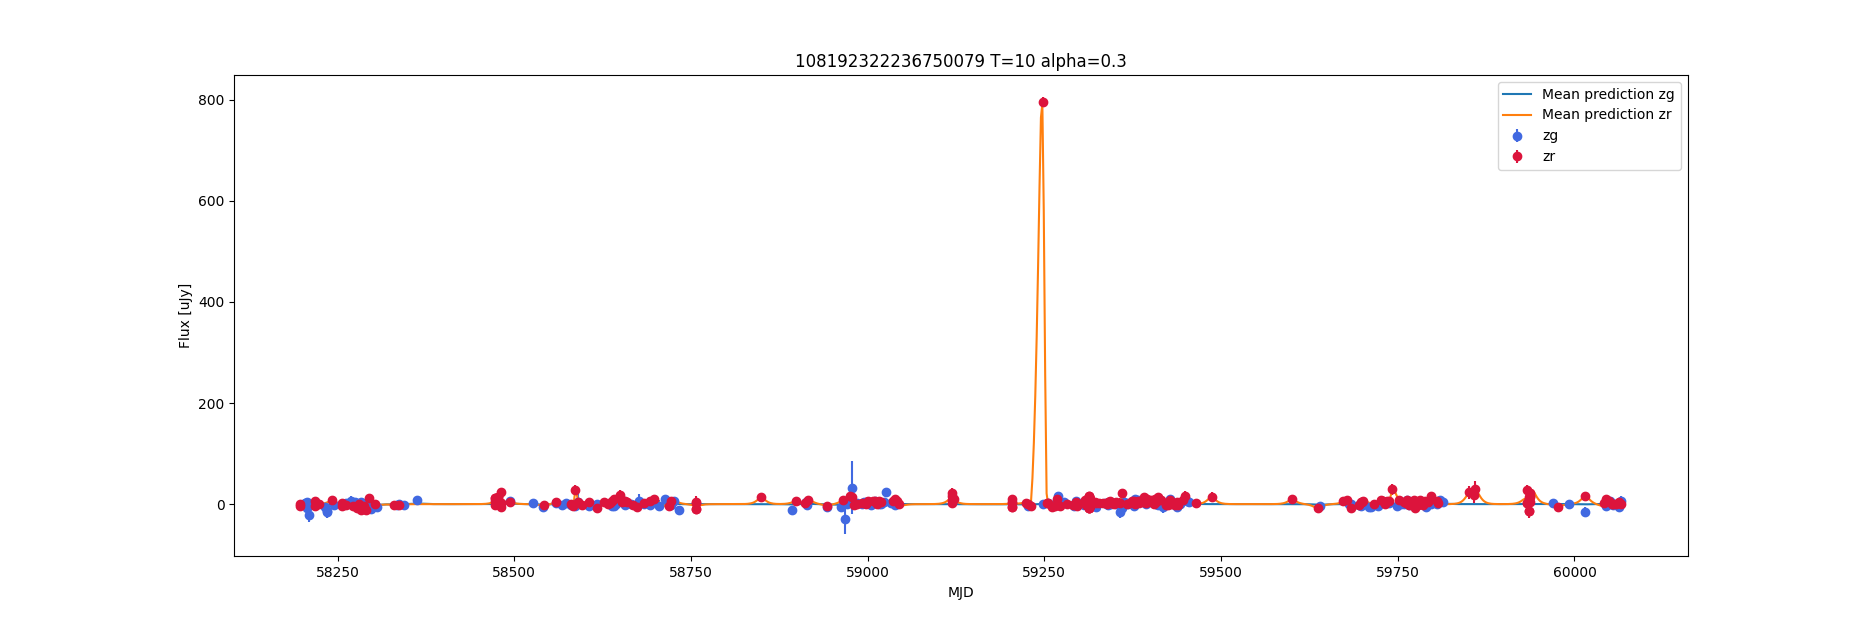 108192322236750079 T=10 alpha=0.3
Mean prediction zg
Mean prediction zr
zg
zr
800
600
400
200
0
Flux [uJy]
58250 58500 58750 59000 59250 59500 59750 60000
MJD